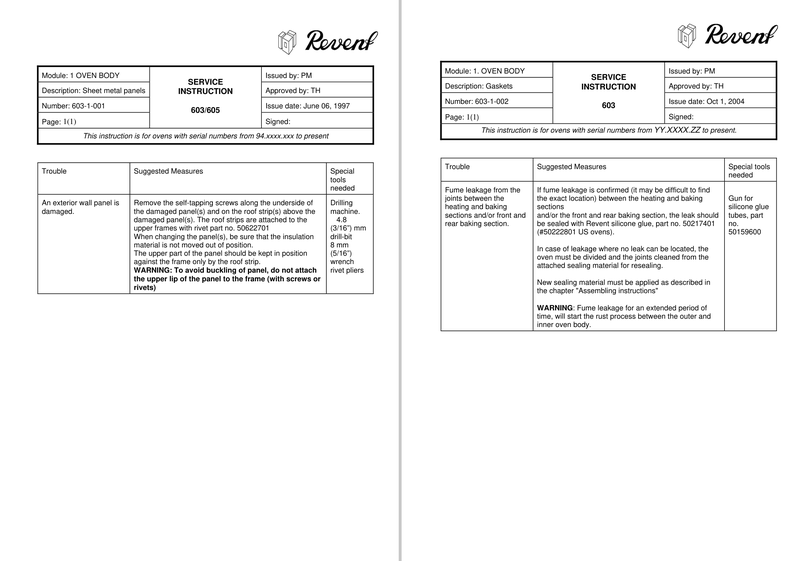 Revent
Module: 1 OVEN BODY
Description: Sheet metal panels
Number: 603-1-001
Page: 1(1)
SERVICE
INSTRUCTION
603/605
Issued by: PM
Approved by: TH
Issue date: June 06, 1997
Signed:
This instruction is for ovens with serial numbers from 94.xxxx.xxx to present
Trouble
Suggested Measures
Special
tools
needed
An exterior wall panel is
damaged.
Remove the self-tapping screws along the underside of
the damaged panel(s) and on the roof strip(s) above the
damaged panel(s). The roof strips are attached to the
upper frames with rivet part no. 50622701
When changing the panel(s), be sure that the insulation
material is not moved out of position.
The upper part of the panel should be kept in position
against the frame only by the roof strip.
WARNING: To avoid buckling of panel, do not attach
the upper lip of the panel to the frame (with screws or
rivets)
Drilling
machine.
4.8
(3/16") mm
drill-bit
8 mm
(5/16")
wrench
rivet pliers
Revent
Module: 1. OVEN BODY
Description: Gaskets
Number: 603-1-002
Page: 1(1)
SERVICE
INSTRUCTION
603
Issued by: PM
Approved by: TH
Issue date: Oct 1, 2004
Signed:
This instruction is for ovens with serial numbers from YY.XXXX.ZZ to present.
Trouble
Suggested Measures
Special tools
needed
Fume leakage from the
joints between the
heating and baking
sections and/or front and
rear baking section.
If fume leakage is confirmed (it may be difficult to find
the exact location) between the heating and baking
sections
and/or the front and rear baking section, the leak should
be sealed with Revent silicone glue, part no. 50217401
(#50222801 US ovens).
In case of leakage where no leak can be located, the
oven must be divided and the joints cleaned from the
attached sealing material for resealing.
New sealing material must be applied as described in
the chapter "Assembling instructions"
WARNING: Fume leakage for an extended period of
time, will start the rust process between the outer and
inner oven body.
Gun for
silicone glue
tubes, part
no.
50159600